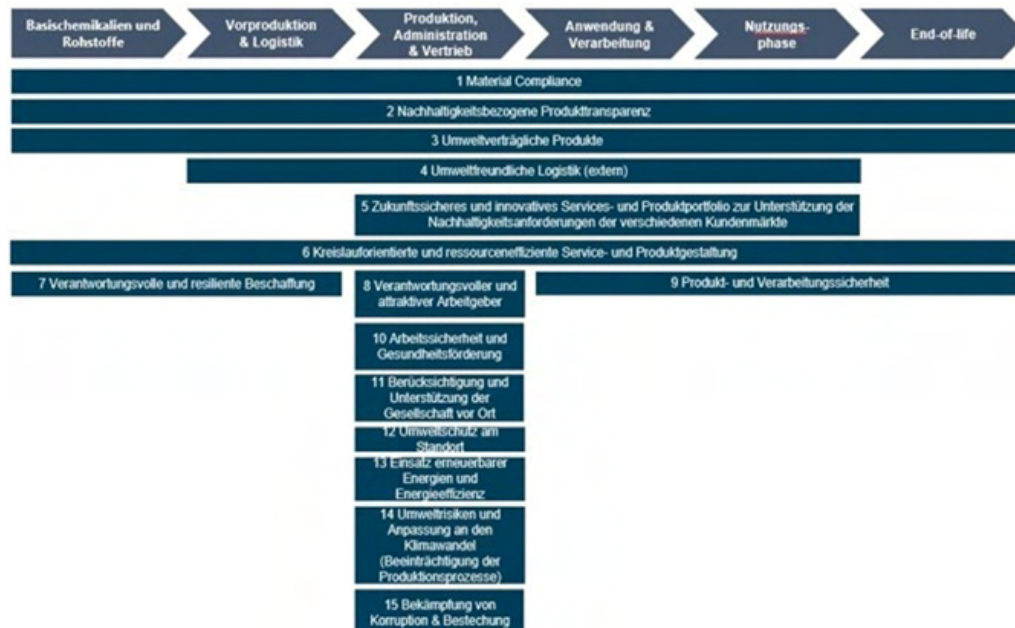 Basischemikalien und
Rohstoffe
Vorproduktion
& Logistik
Produktion,
Administration
& Vertrieb
Anwendung &
Verarbeitung
Nutzungs-
phase
End-of-life
1 Material Compliance
2 Nachhaltigkeitsbezogene Produkttransparenz
3 Umweltverträgliche Produkte
4 Umweltfreundliche Logistik (extern)
5 Zukunftssicheres und innovatives Services- und Produktportfolio zur Unterstützung der
Nachhaltigkeitsanforderungen der verschiedenen Kundenmärkte
6 Kreislauforientierte und ressourceneffiziente Service- und Produktgestaltung
7 Verantwortungsvolle und resiliente Beschaffung
8 Verantwortungsvoller und
attraktiver Arbeitgeber
9 Produkt- und Verarbeitungssicherheit
10 Arbeitssicherheit und
Gesundheitsförderung
11 Berücksichtigung und
Unterstützung der
Gesellschaft vor Ort
12 Umweltschutz am
Standort
13 Einsatz erneuerbarer
Energien und
Energieeffizienz
14 Umweltrisiken und
Anpassung an den
Klimawandel
(Beeinträchtigung der
Produktionsprozesse)
15 Bekämpfung von
Korruption & Bestechung